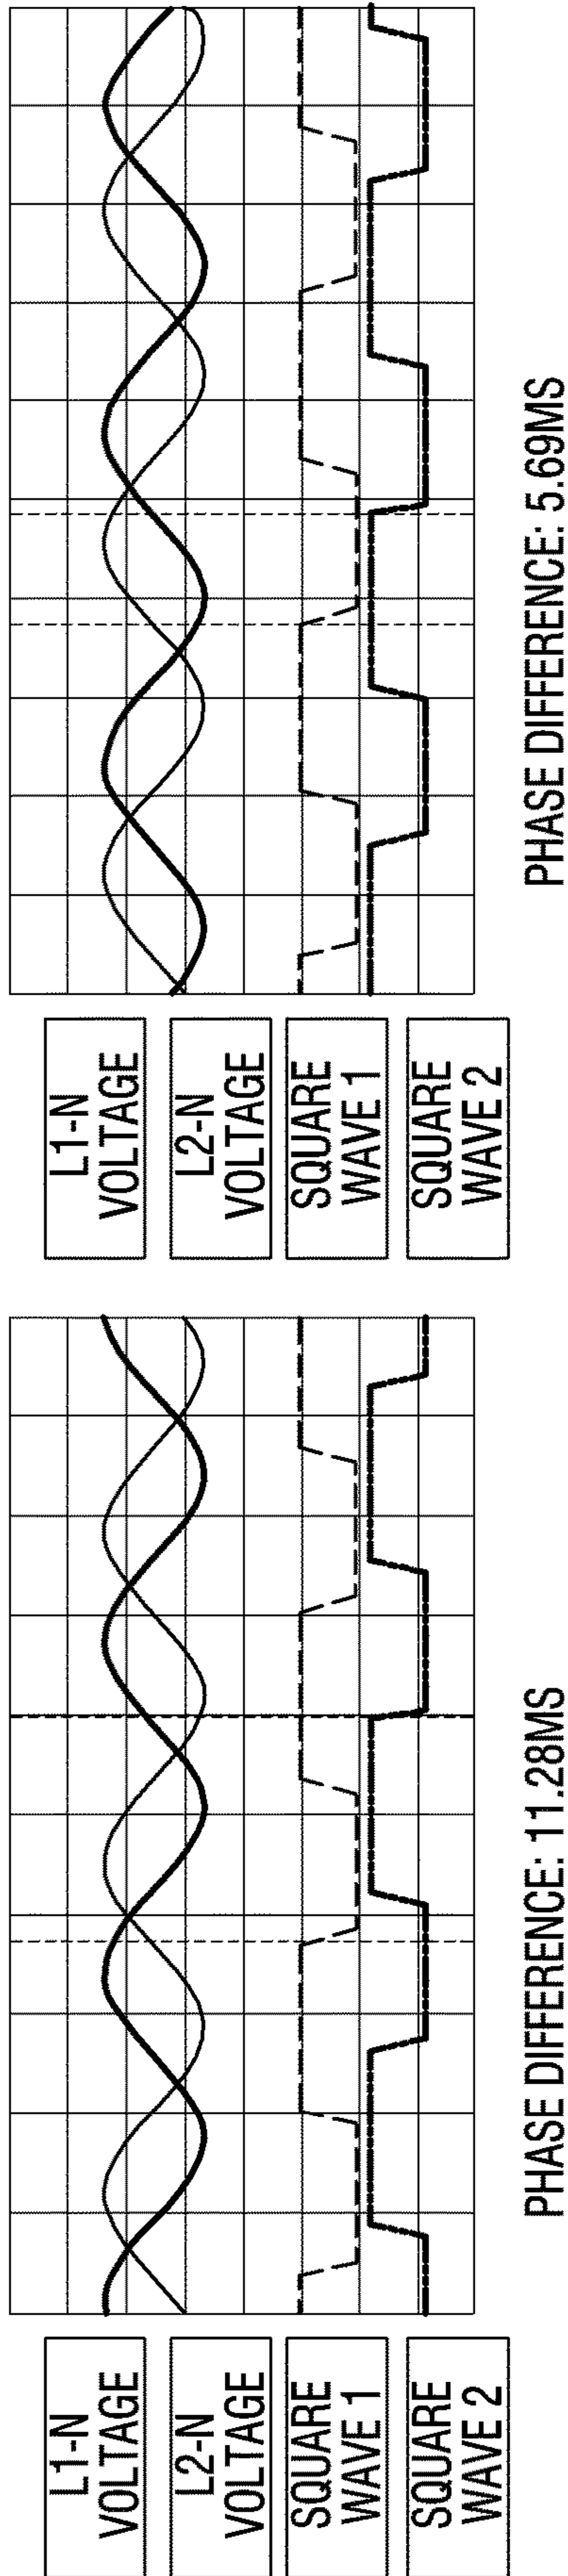 L1-N
VOLTAGE
L2-N
VOLTAGE
SQUARE
WAVE 1
SQUARE
WAVE 2
PHASE DIFFERENCE: 11.28MS
L1-N
VOLTAGE
L2-N
VOLTAGE
SQUARE
WAVE 1
SQUARE
WAVE 2
PHASE DIFFERENCE: 5.69MS